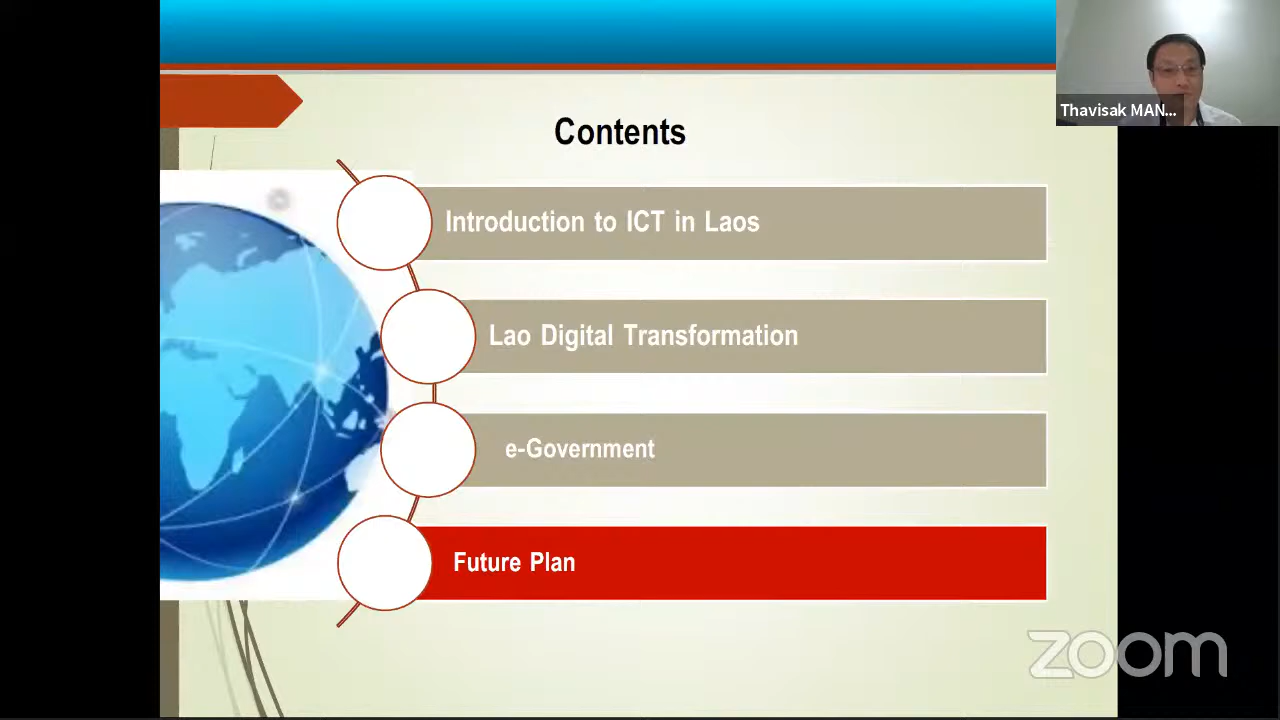 Contents
Thavisak MAN...
Introduction to ICT in Laos
Lao Digital Transformation
e-Government
Future Plan
zoom